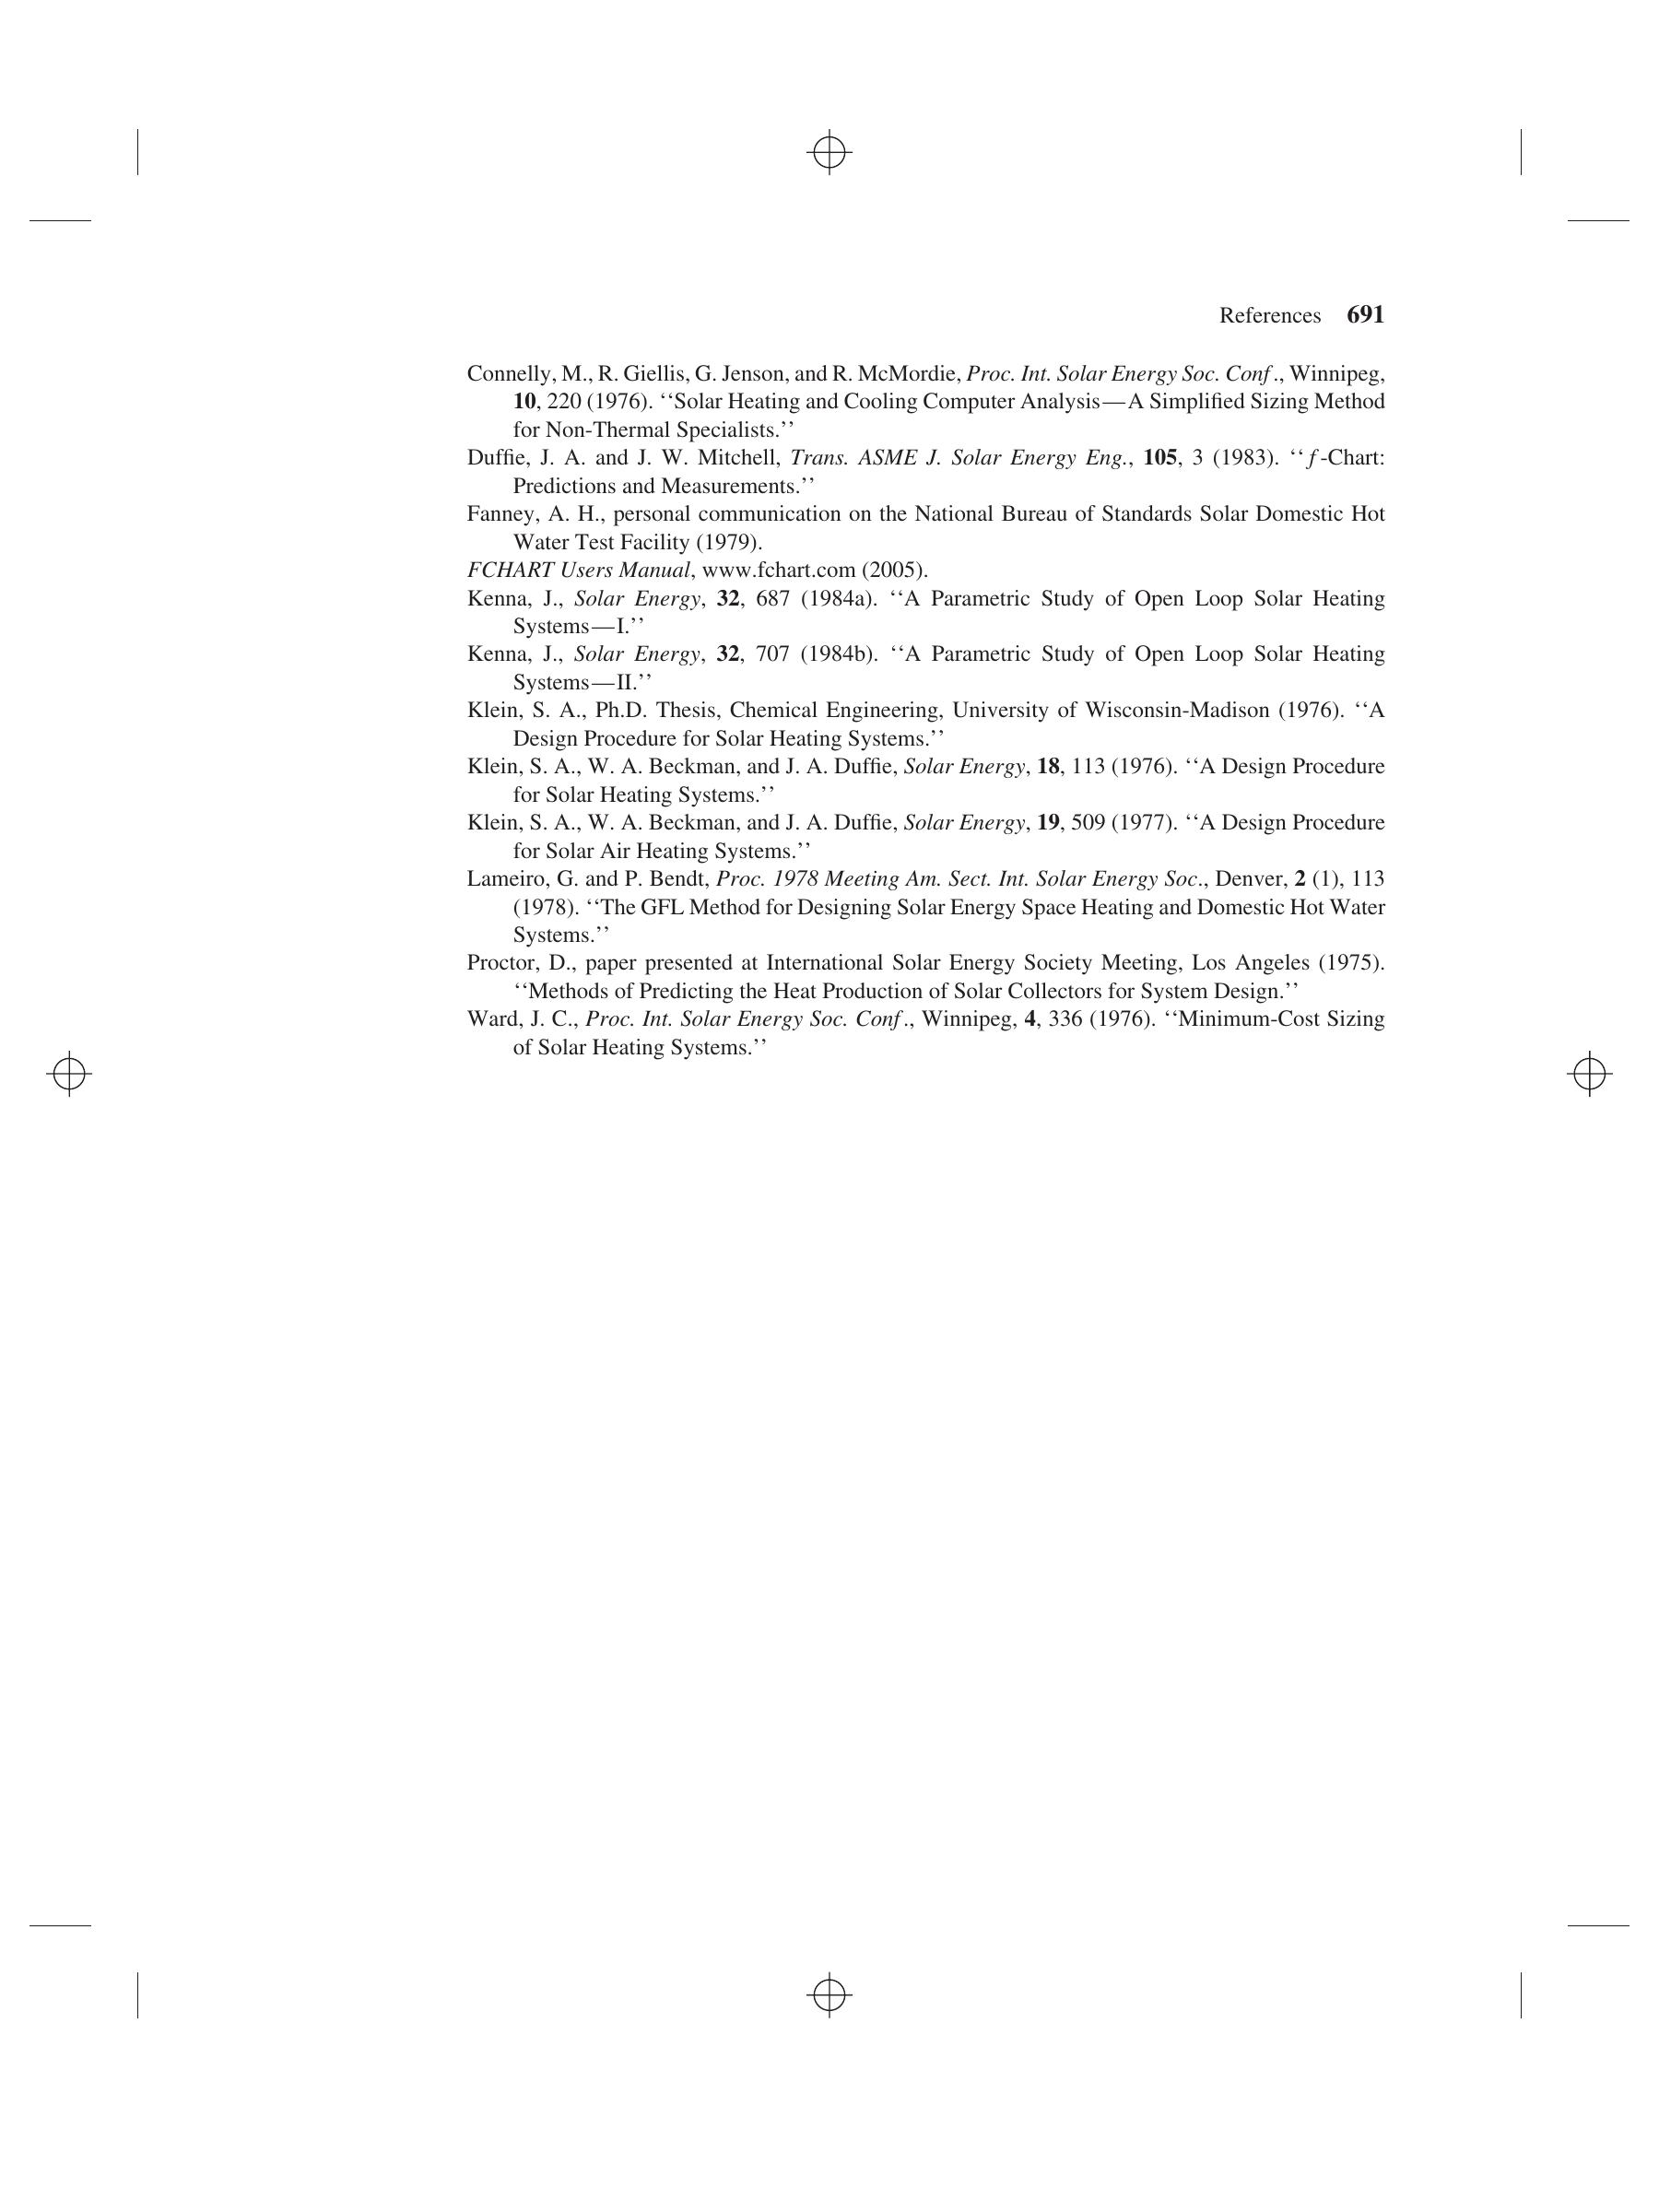 References 691
Connelly, M., R. Giellis, G. Jenson, and R. McMordie, Proc. Int. Solar Energy Soc. Conf., Winnipeg,
10, 220 (1976). ‘‘Solar Heating and Cooling Computer Analysis—A Simplified Sizing Method
for Non-Thermal Specialists.’’
Duffie, J. A. and J. W. Mitchell, Trans. ASME J. Solar Energy Eng., 105, 3 (1983). ‘‘f-Chart:
Predictions and Measurements.’’
Fanney, A. H., personal communication on the National Bureau of Standards Solar Domestic Hot
Water Test Facility (1979).
FCHART Users Manual, www.fchart.com (2005).
Kenna, J., Solar Energy, 32, 687 (1984a). ‘‘A Parametric Study of Open Loop Solar Heating
Systems—I.’’
Kenna, J., Solar Energy, 32, 707 (1984b). ‘‘A Parametric Study of Open Loop Solar Heating
Systems—II.’’
Klein, S. A., Ph.D. Thesis, Chemical Engineering, University of Wisconsin-Madison (1976). ‘‘A
Design Procedure for Solar Heating Systems.’’
Klein, S. A., W. A. Beckman, and J. A. Duffie, Solar Energy, 18, 113 (1976). ‘‘A Design Procedure
for Solar Heating Systems.’’
Klein, S. A., W. A. Beckman, and J. A. Duffie, Solar Energy, 19, 509 (1977). ‘‘A Design Procedure
for Solar Air Heating Systems.’’
Lameiro, G. and P. Bendt, Proc. 1978 Meeting Am. Sect. Int. Solar Energy Soc., Denver, 2 (1), 113
(1978). ‘‘The GFL Method for Designing Solar Energy Space Heating and Domestic Hot Water
Systems.’’
Proctor, D., paper presented at International Solar Energy Society Meeting, Los Angeles (1975).
‘‘Methods of Predicting the Heat Production of Solar Collectors for System Design.’’
Ward, J. C., Proc. Int. Solar Energy Soc. Conf., Winnipeg, 4, 336 (1976). ‘‘Minimum-Cost Sizing
of Solar Heating Systems.’’